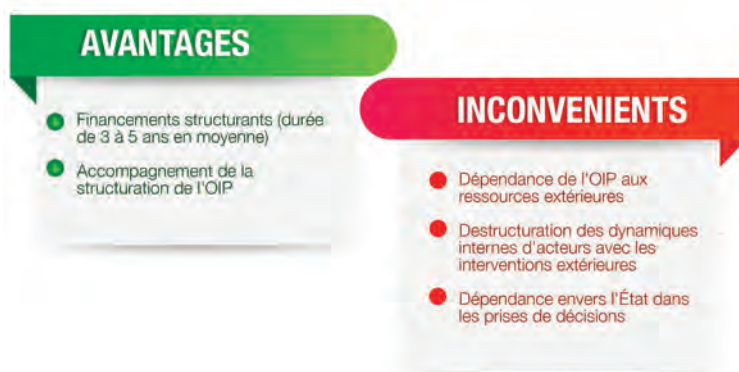 AVANTAGES
Financements structurants (durée
de 3 à 5 ans en moyenne)
Accompagnement de la
structuration de l'OIP
INCONVENIENTS
Dépendance de l'OIP aux
ressources extérieures
Destructuration des dynamiques
internes d'acteurs avec les
interventions extérieures
Dépendance envers l'État dans
les prises de décisions